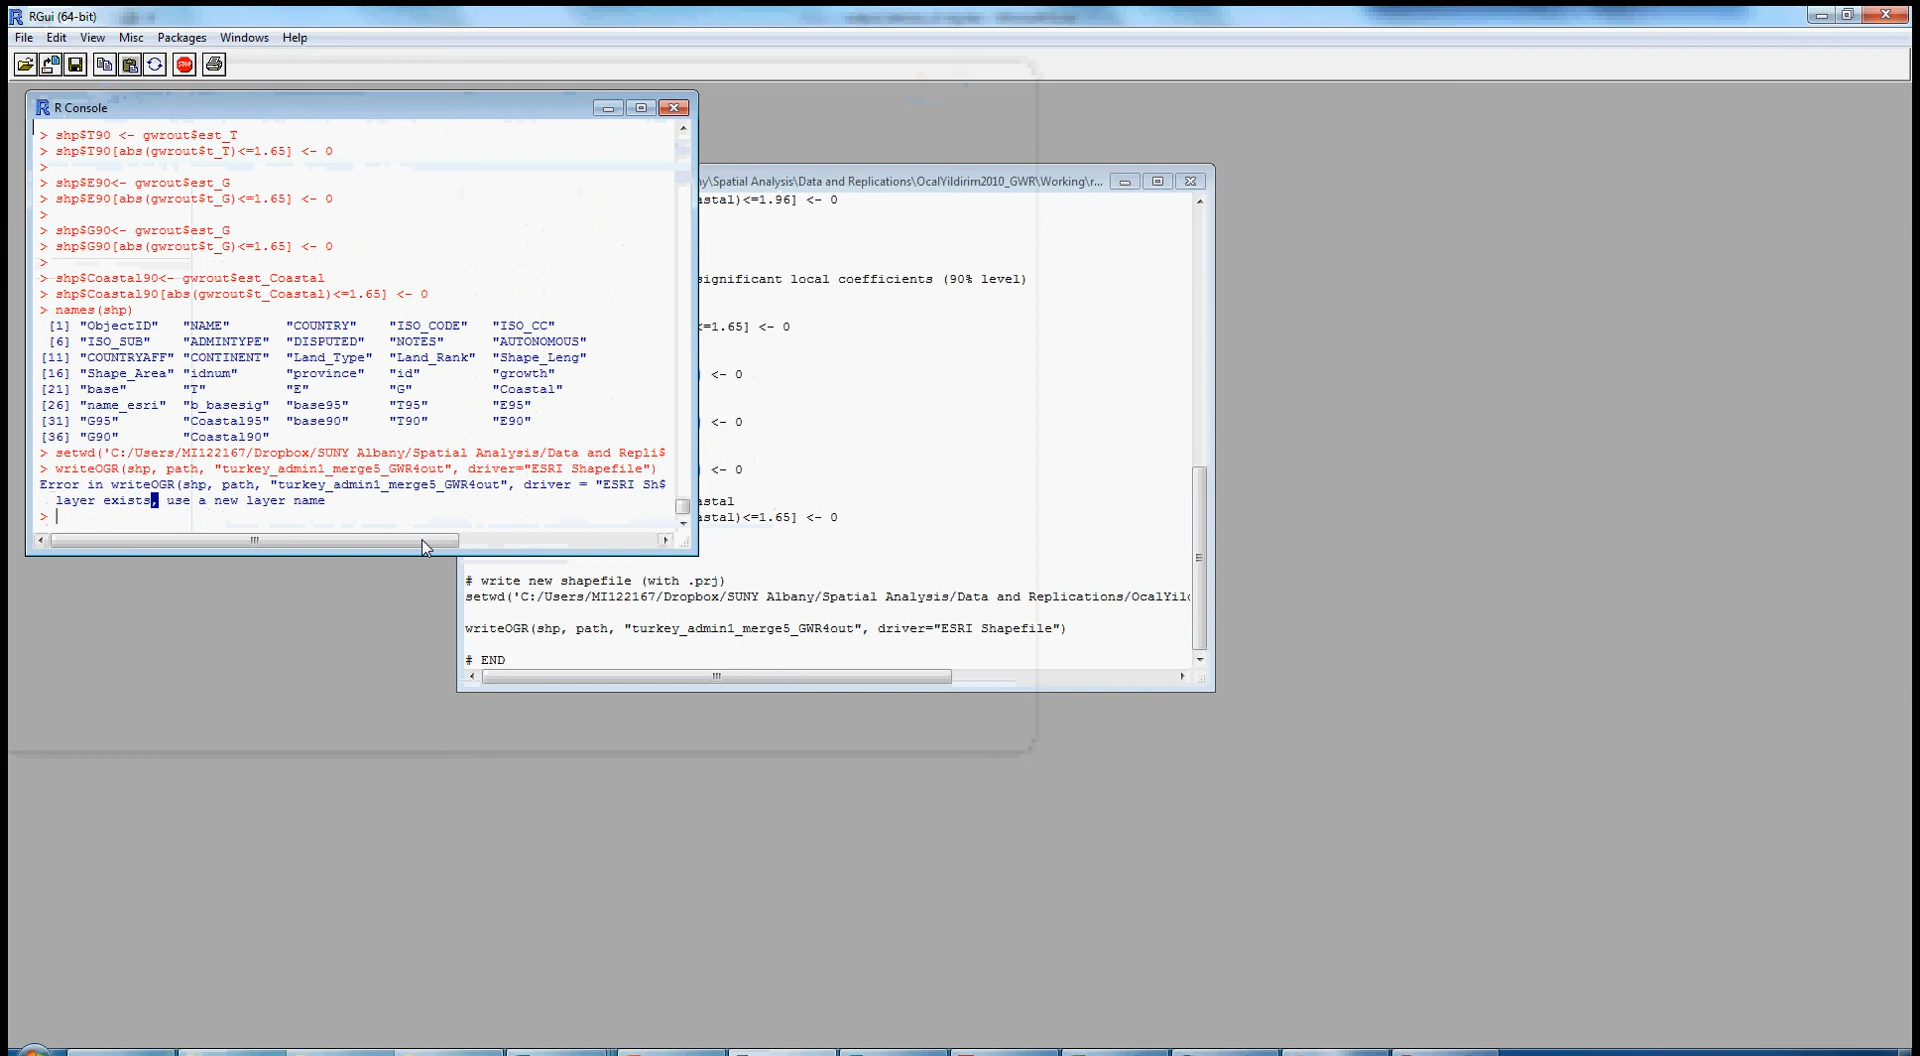 RGui (64-bit)
File Edit View Misc Packages Windows Help
STOP
R Console
> shp$T90 <- gwrout$est_T
> shp$T90[abs(gwrout$t_T)<=1.65] <- 0
>
> shp$E90<- gwrout$est_G
> shp$E90[abs(gwrout$t_G)<=1.65] <- 0
>
> shp$G90<- gwrout$est_G
> shp$G90[abs(gwrout$t_G)<=1.65] <- 0
>
> shp$Coastal90<- gwrout$est_Coastal
> shp$Coastal90[abs(gwrout$t_Coastal)<=1.65] <- 0
> names(shp)
[1] "ObjectID" "NAME" "COUNTRY" "ISO_CODE" "ISO_CC"
[6] "ISO_SUB" "ADMINTYPE" "DISPUTED" "NOTES" "AUTONOMOUS"
[11] "COUNTRYAFF" "CONTINENT" "Land_Type" "Land_Rank" "Shape_Leng"
[16] "Shape_Area" "idnum" "province" "id" "growth"
[21] "base" "T" "E" "G" "Coastal"
[26] "name_esri" "b_basesig" "base95" "T95" "E95"
[31] "G95" "Coastal95" "base90" "T90" "E90"
[36] "G90" "Coastal90"
> setwd('C:/Users/MI122167/Dropbox/SUNY Albany/Spatial Analysis/Data and Repli$
> writeOGR(shp, path, "turkey_admin1_merge5_GWR4out", driver="ESRI Shapefile")
Error in writeOGR(shp, path, "turkey_admin1_merge5_GWR4out", driver = "ESRI Sh$
layer exists, use a new layer name
>
ny\Spatial Analysis\Data and Replications\OcalYildirim2010_GWR\Working\r...
astal)<=1.96] <- 0
significant local coefficients (90% level)
<=1.65] <- 0
] <- 0
] <- 0
] <- 0
astal
astal)<=1.65] <- 0
# write new shapefile (with .prj)
setwd('C:/Users/MI122167/Dropbox/SUNY Albany/Spatial Analysis/Data and Replications/OcalYil
writeOGR(shp, path, "turkey_admin1_merge5_GWR4out", driver="ESRI Shapefile")
# END